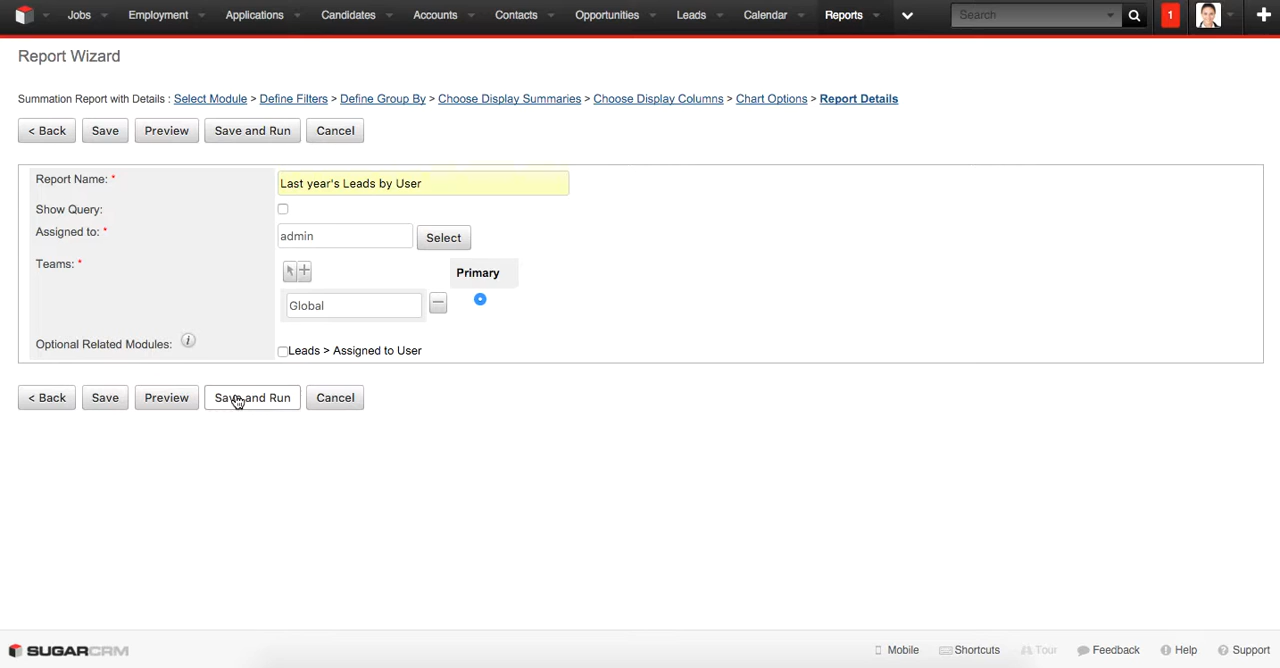 Jobs Employment Applications Candidates Accounts Contacts Opportunities Leads Calendar Reports Search 1
Report Wizard
Summation Report with Details : Select Module > Define Filters > Define Group By > Choose Display Summaries > Choose Display Columns > Chart Options > Report Details
< Back Save Preview Save and Run Cancel
Report Name: * Last year's Leads by User
Show Query:
Assigned to: * admin Select
Teams: * Primary
Global
Optional Related Modules: i Leads > Assigned to User
< Back Save Preview Save and Run Cancel
SUGARCRM Mobile Shortcuts Tour Feedback Help Support